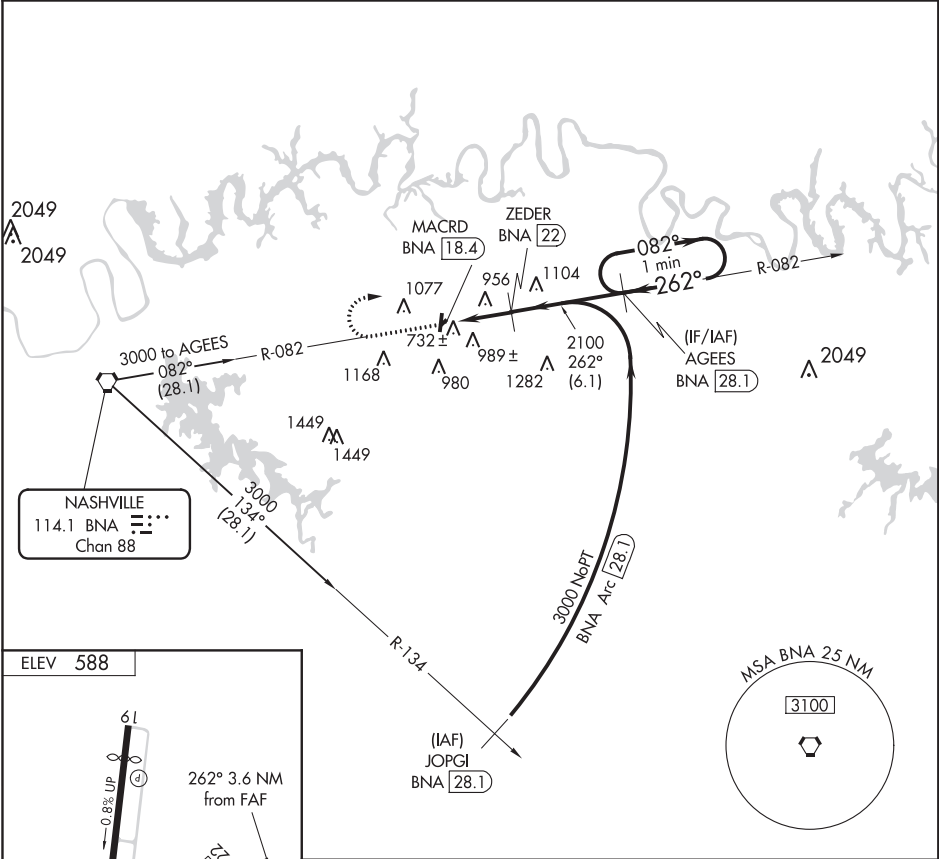 2049
2049
MACRD
BNA 18.4
ZEDER
BNA 22
082°
1 min
262°
R-082
1077
956
1104
3000 to AGEES
082°
(28.1)
R-082
732 ±
989 ±
1168
980
1282
2100
262°
(6.1)
(IF/IAF)
AGEES
BNA 28.1
2049
1449
1449
NASHVILLE
114.1 BNA
Chan 88
3000
134°
(28.1)
3000 NoPT
BNA Arc 28.1
R-134
(IAF)
JOPGI
BNA 28.1
MSA BNA 25 NM
3100
ELEV 588
19
P
0.8% UP
262° 3.6 NM
from FAF
22